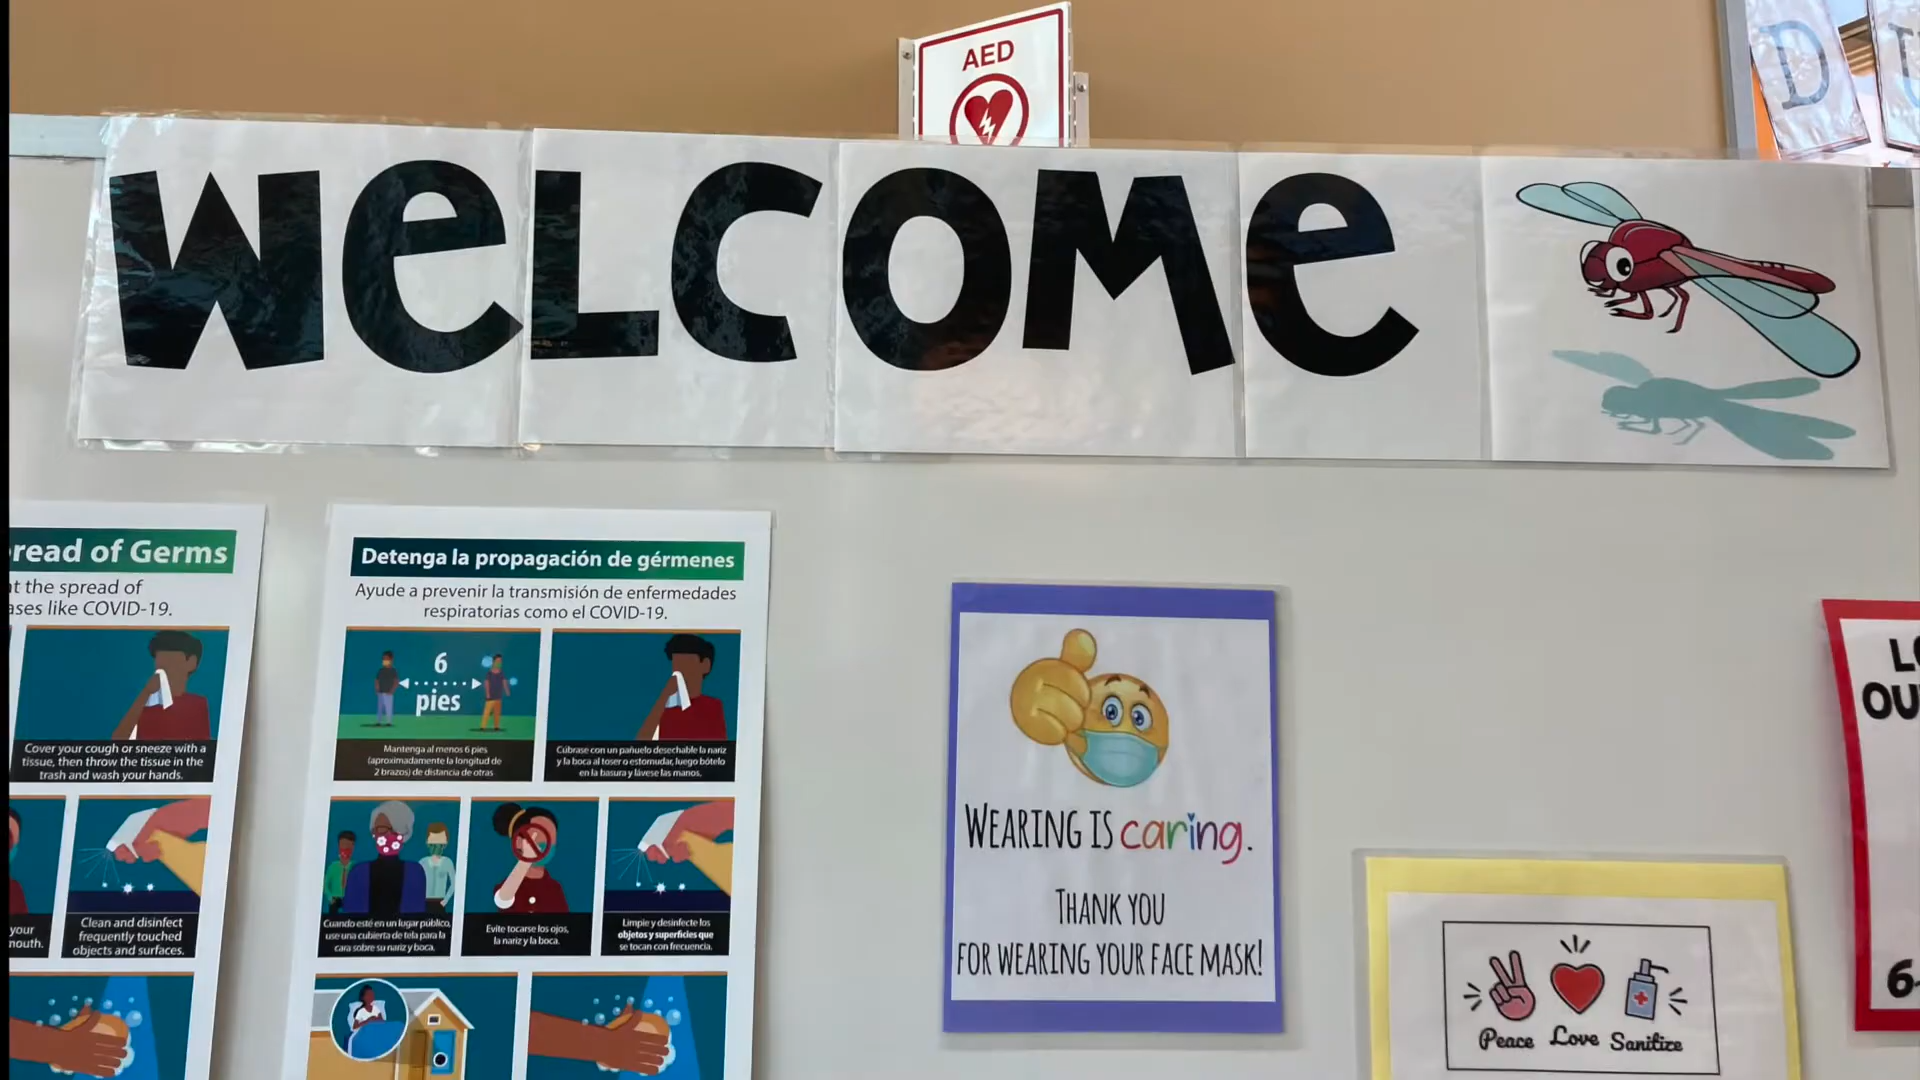 AED
D
WeLCOMe
read of Germs
t the spread of
ases like COVID-19.
Cover your cough or sneeze with a
tissue, then throw the tissue in the
trash and wash your hands.
your
mouth.
Clean and disinfect
frequently touched
objects and surfaces.
Detenga la propagación de gérmenes
Ayude a prevenir la transmisión de enfermedades
respiratorias como el COVID-19.
6
pies
Mantenga al menos 6 pies
(aproximadamente la longitud de
2 brazos) de distancia de otras
Cúbrase con un pañuelo desechable la nariz
y la boca al toser o estornudar, luego bótelo
en la basura y lávese las manos.
Cuando esté en un lugar público,
use una cubierta de tela para la
cara sobre su nariz y boca.
Evite tocarse los ojos,
la nariz y la boca.
Limpie y desinfecte los
objetos y superficies que
se tocan con frecuencia.
WEARING IS caring.
THANK YOU
FOR WEARING YOUR FACE MASK!
Peace Love Sanitize
OU
6